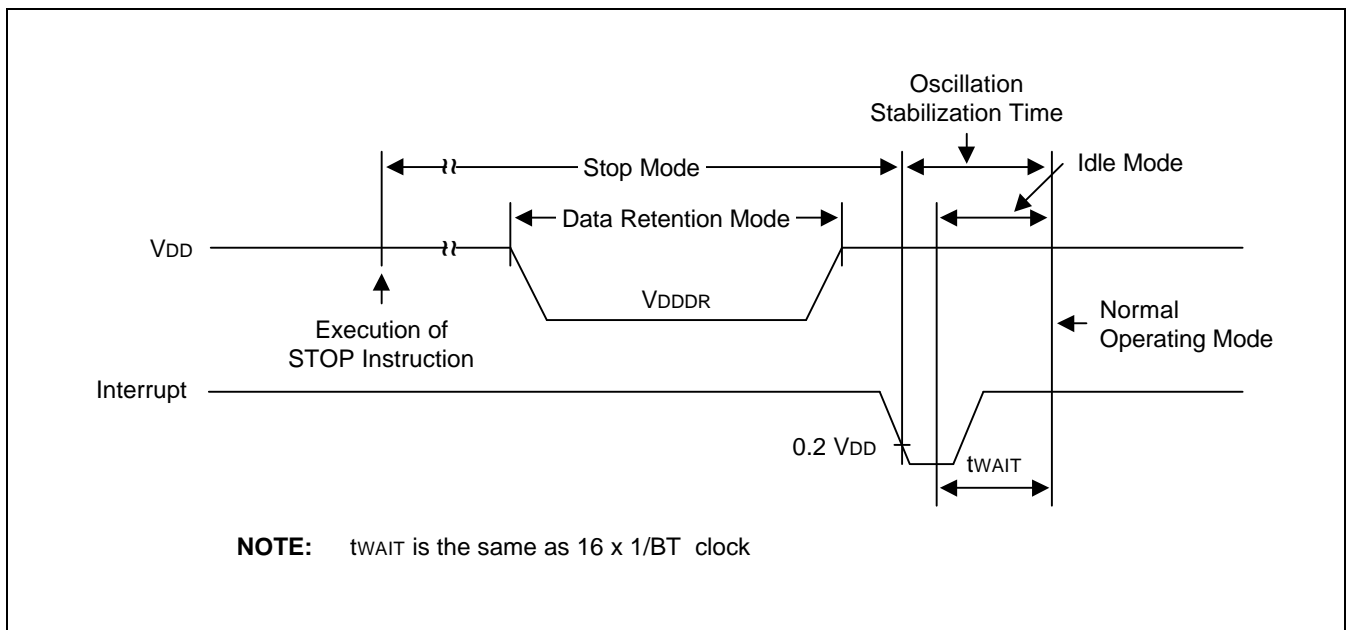 Oscillation
Stabilization Time
Stop Mode
Idle Mode
Data Retention Mode
VDD
VDDDR
Execution of
STOP Instruction
Normal
Operating Mode
Interrupt
0.2 VDD
tWAIT
NOTE: tWAIT is the same as 16 x 1/BT clock